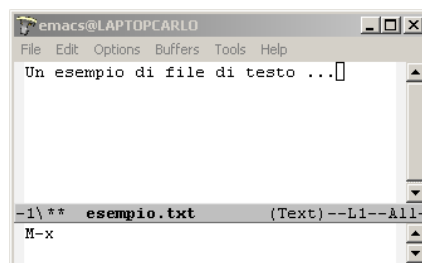 emacs@LAPTOPCARLO
File Edit Options Buffers Tools Help
Un esempio di file di testo ...
-1\** esempio.txt (Text)--L1--All-
M-x